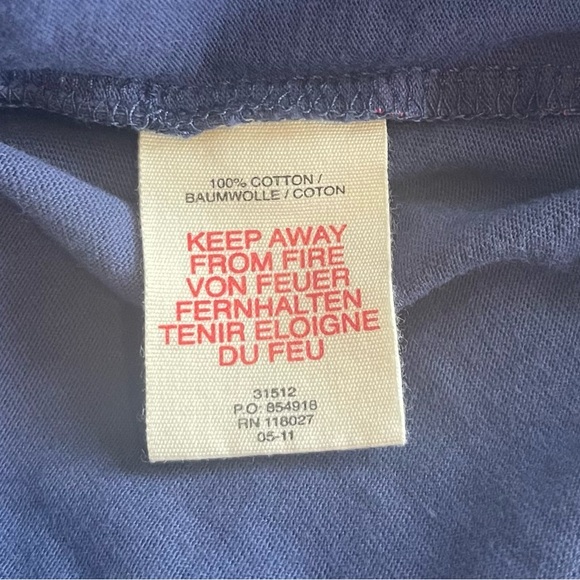 100% COTTON /
BAUMWOLLE / COTON
KEEP AWAY
FROM FIRE
VON FEUER
FERNHALTEN
TENIR ELOIGNE
DU FEU
31512
P.O: 854918
RN 118027
05-11